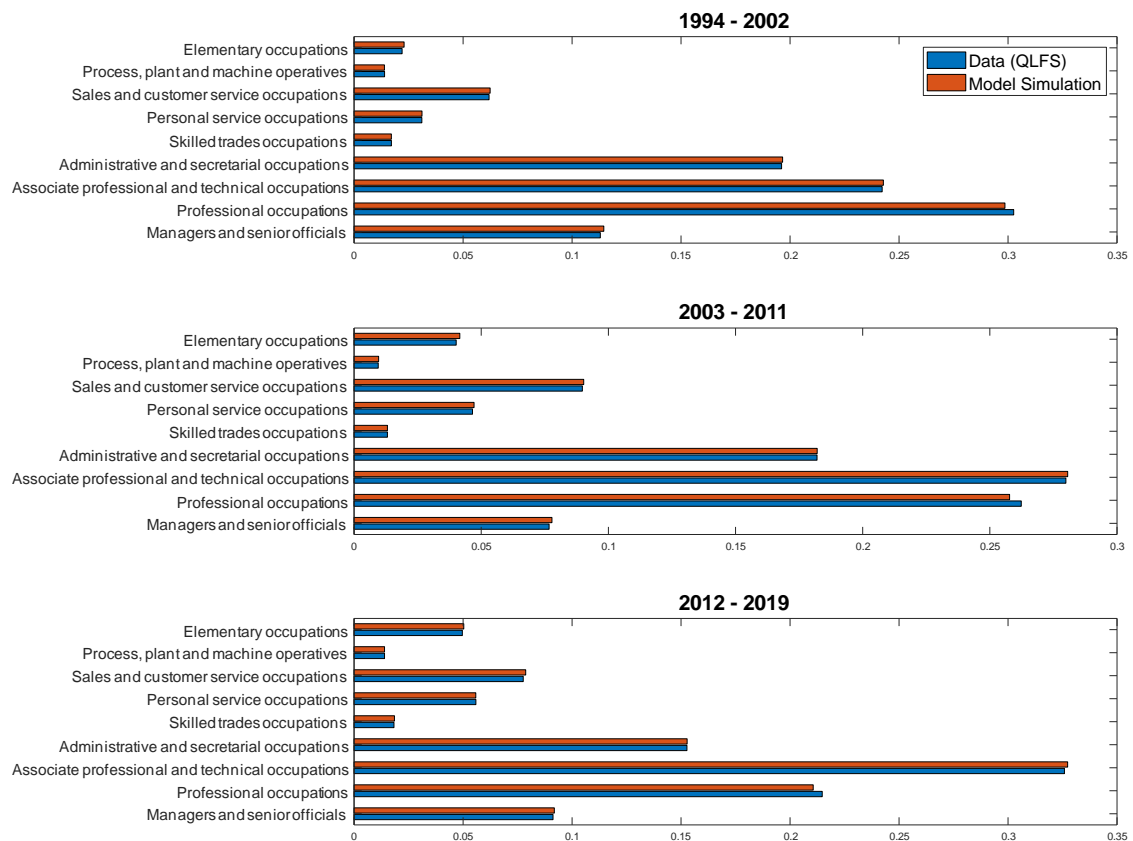 1994 - 2002
Elementary occupations
Process, plant and machine operatives
Sales and customer service occupations
Personal service occupations
Skilled trades occupations
Administrative and secretarial occupations
Associate professional and technical occupations
Professional occupations
Managers and senior officials
Data (QLFS)
Model Simulation
0 0.05 0.1 0.15 0.2 0.25 0.3 0.35
2003 - 2011
Elementary occupations
Process, plant and machine operatives
Sales and customer service occupations
Personal service occupations
Skilled trades occupations
Administrative and secretarial occupations
Associate professional and technical occupations
Professional occupations
Managers and senior officials
0 0.05 0.1 0.15 0.2 0.25 0.3
2012 - 2019
Elementary occupations
Process, plant and machine operatives
Sales and customer service occupations
Personal service occupations
Skilled trades occupations
Administrative and secretarial occupations
Associate professional and technical occupations
Professional occupations
Managers and senior officials
0 0.05 0.1 0.15 0.2 0.25 0.3 0.35